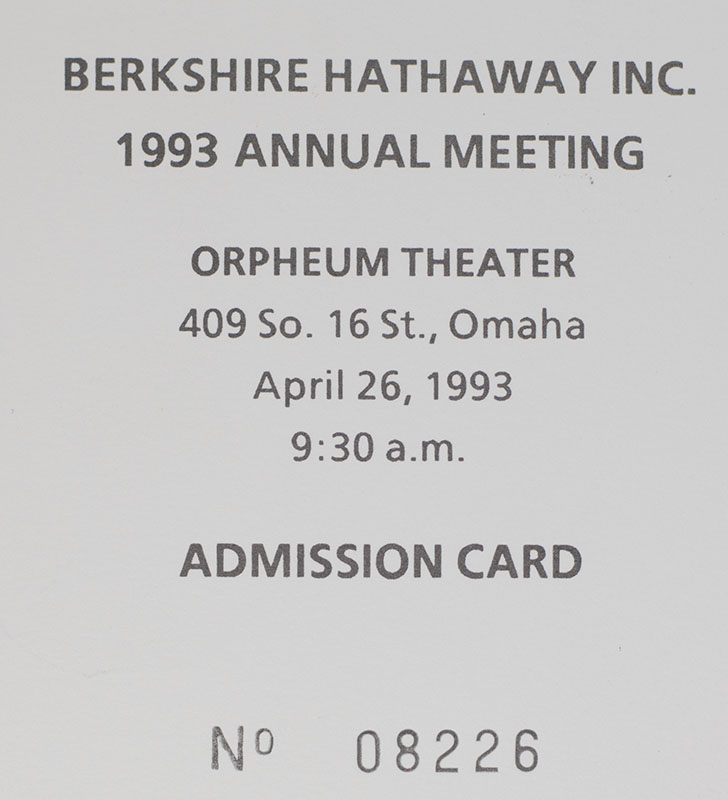 BERKSHIRE HATHAWAY INC.
1993 ANNUAL MEETING
ORPHEUM THEATER
409 So. 16 St., Omaha
April 26, 1993
9:30 a.m.
ADMISSION CARD
Nº 08226